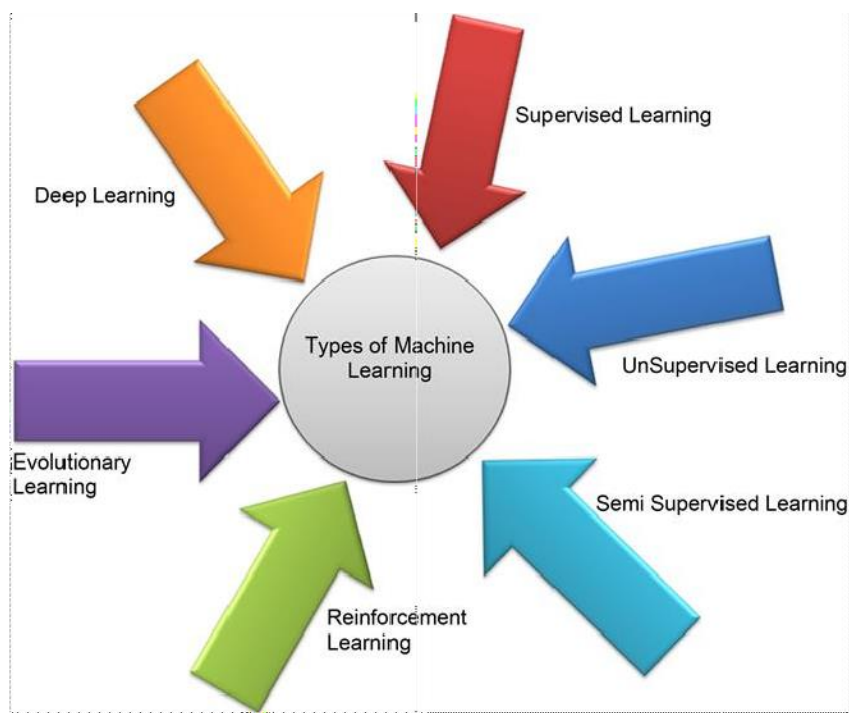 Supervised Learning
Deep Learning
Types of Machine
Learning
UnSupervised Learning
Evolutionary
Learning
Semi Supervised Learning
Reinforcement
Learning